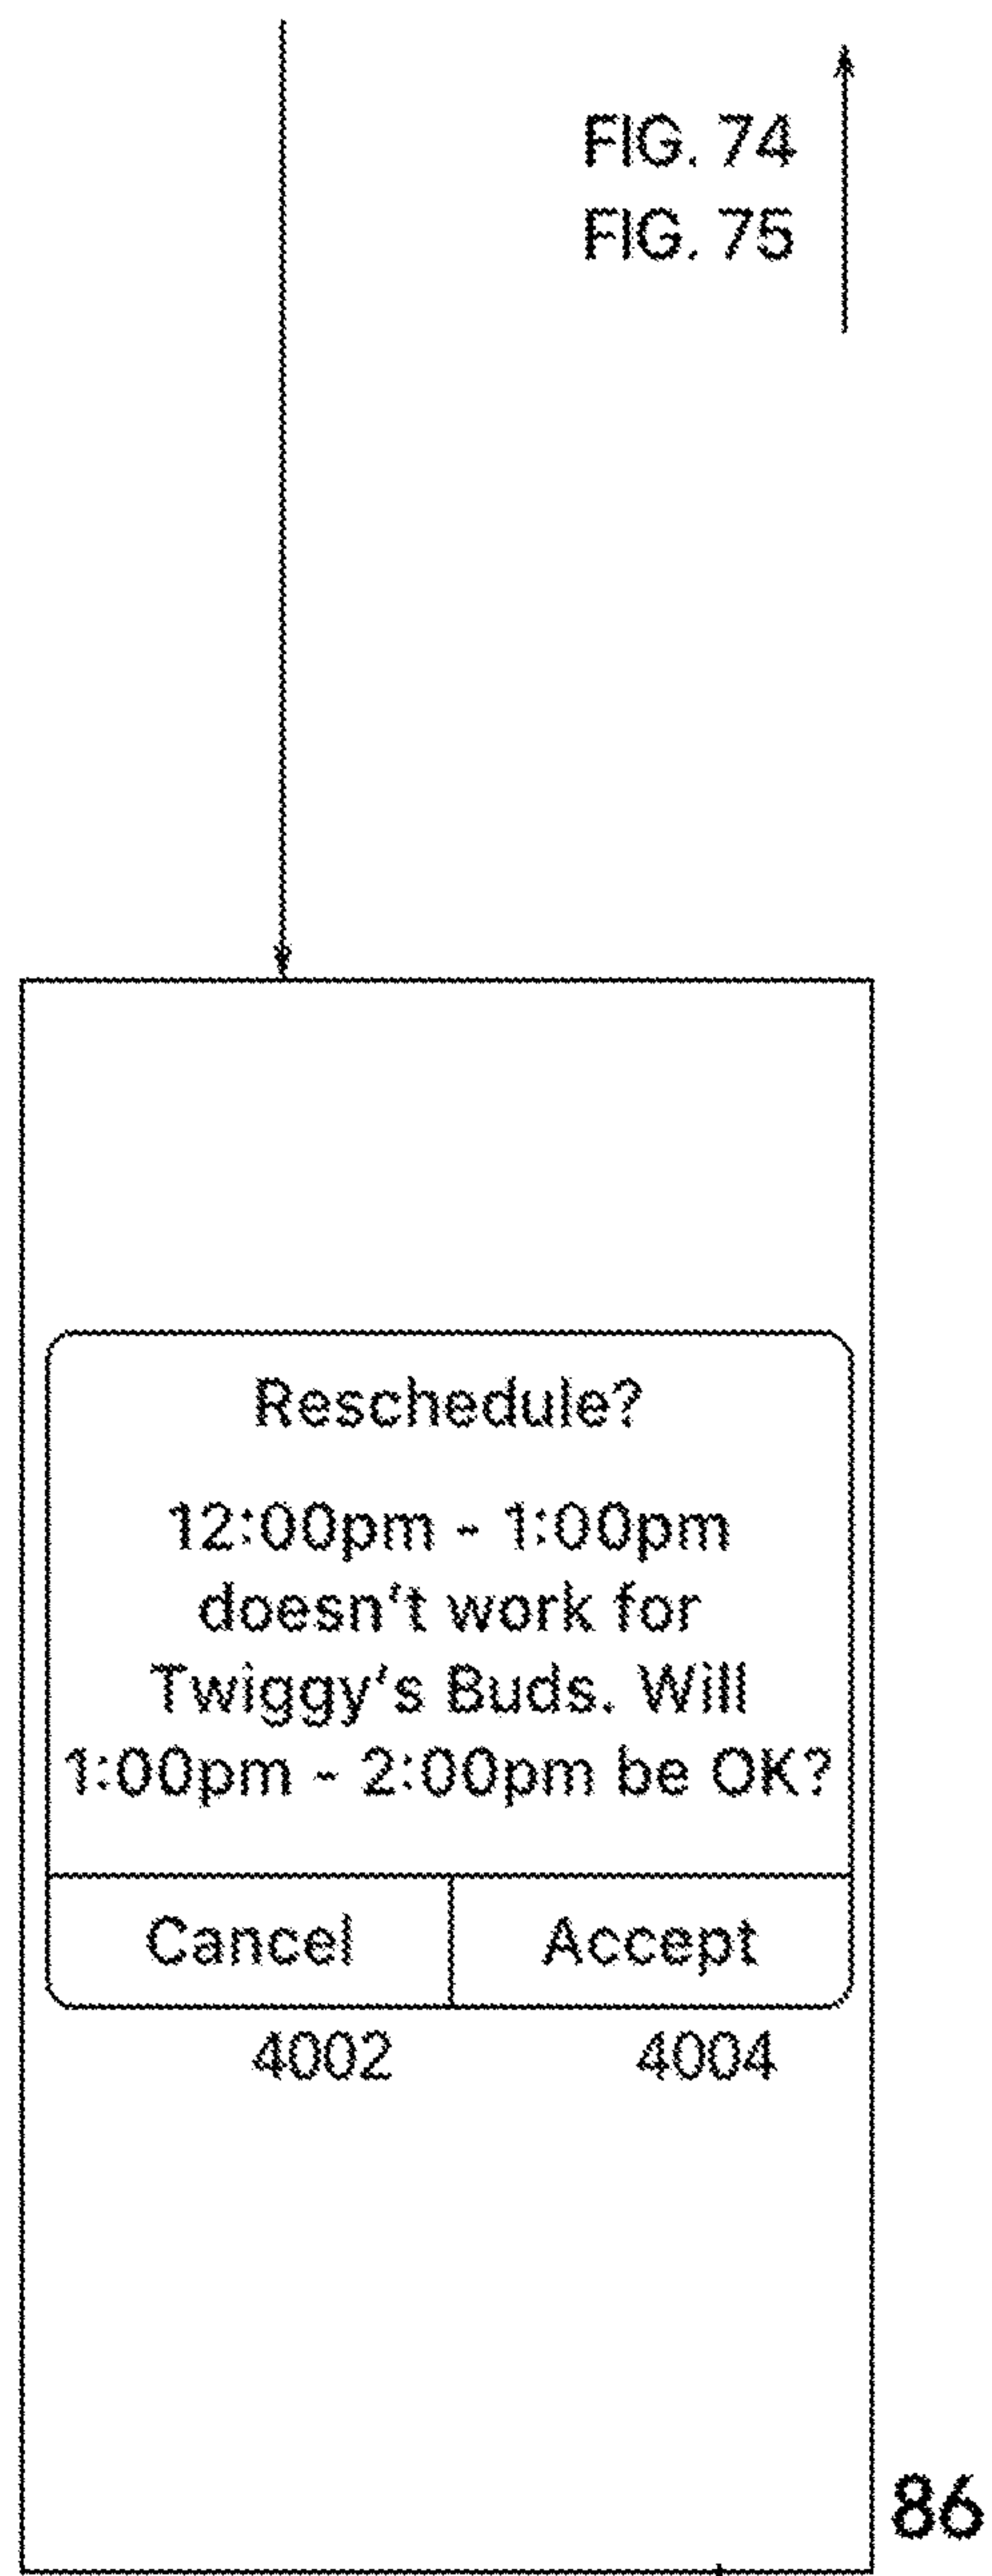 FIG. 74
FIG. 75
Reschedule?
12:00pm - 1:00pm
doesn't work for
Twiggy's Buds. Will
1:00pm - 2:00pm be OK?
Cancel Accept
4002 4004
86